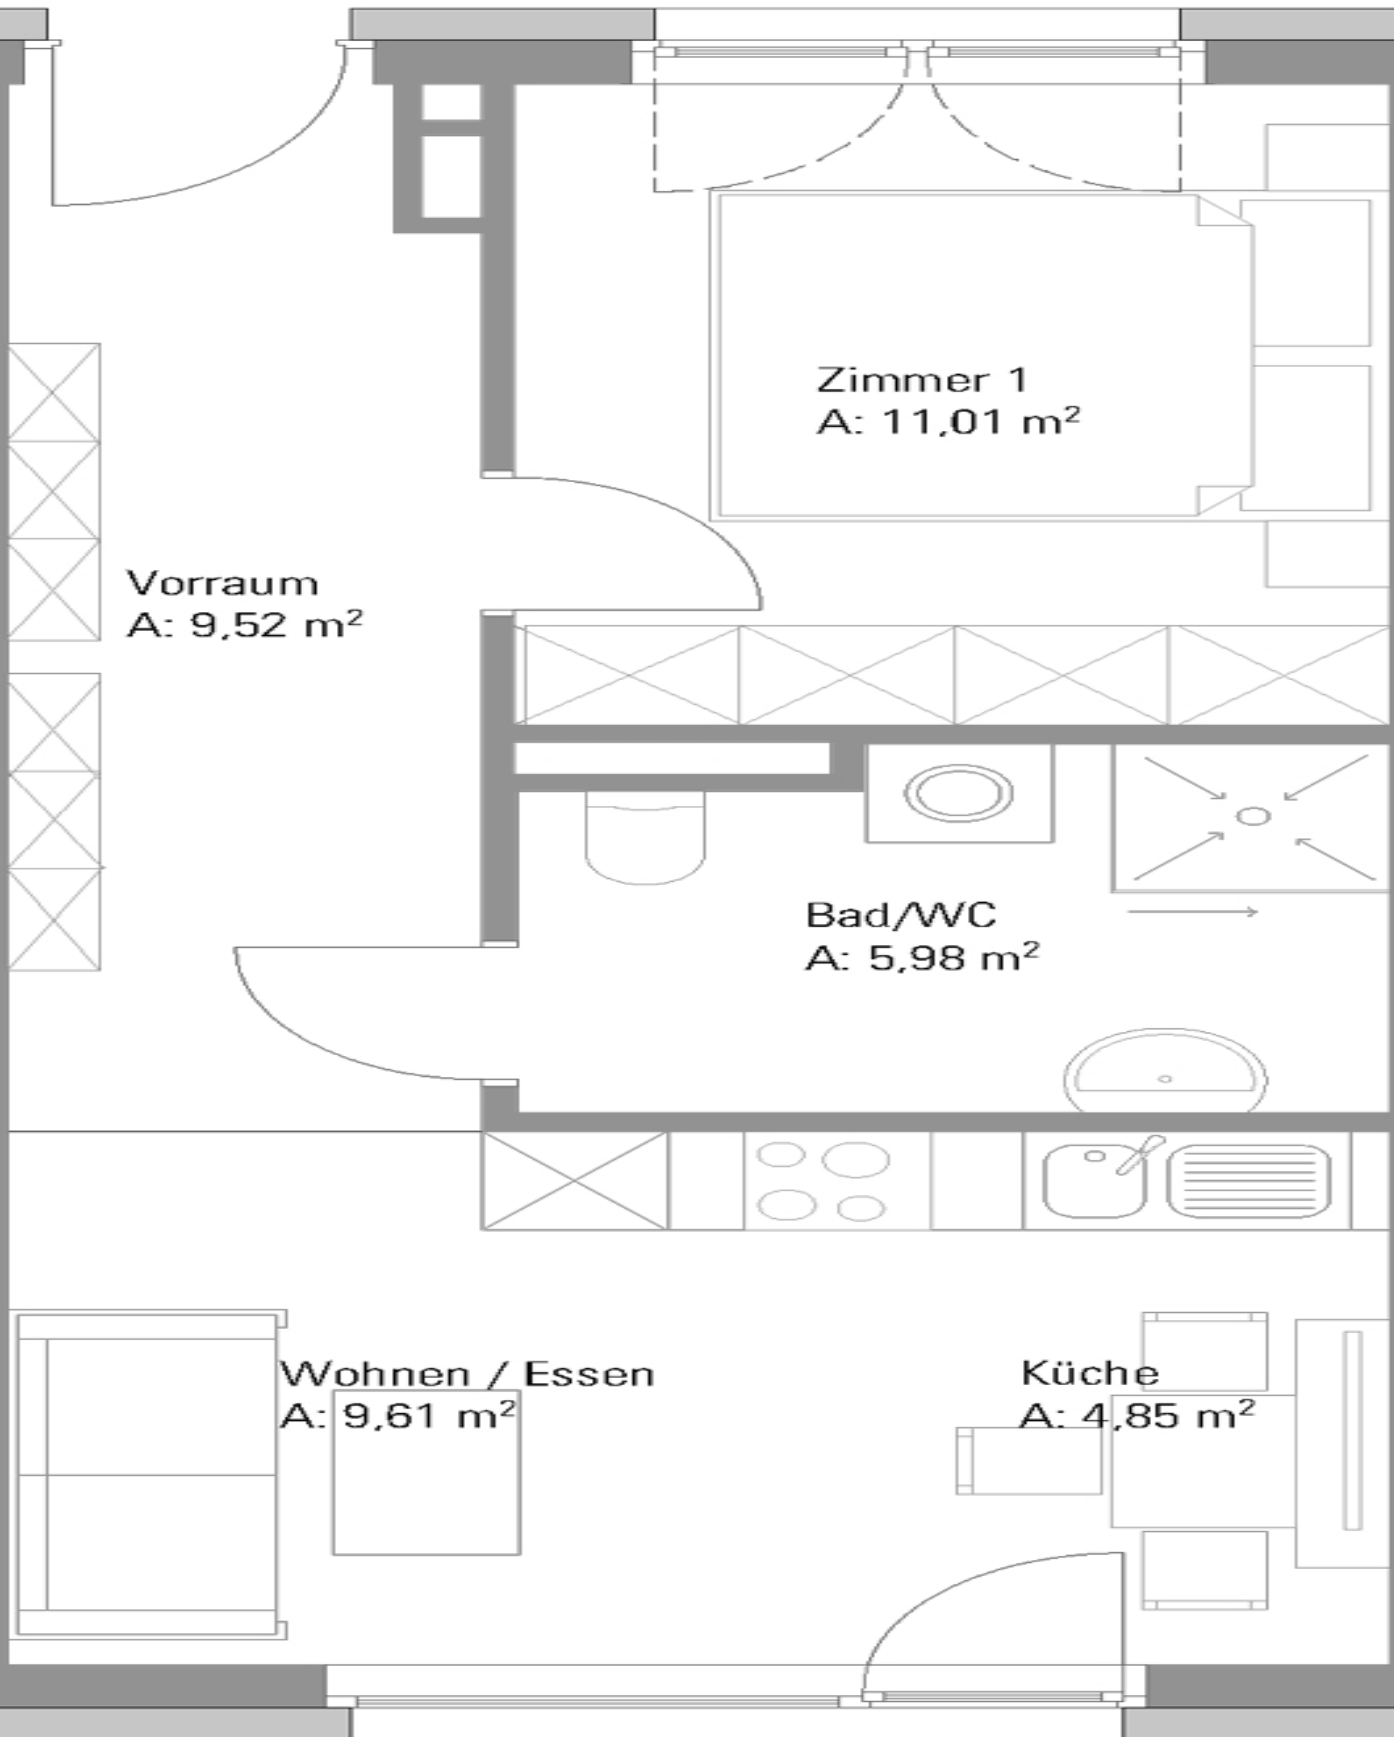 Zimmer 1
A: 11,01 m²
Vorraum
A: 9,52 m²
Bad/WC
A: 5,98 m²
Wohnen / Essen
A: 9,61 m²
Küche
A: 4,85 m²